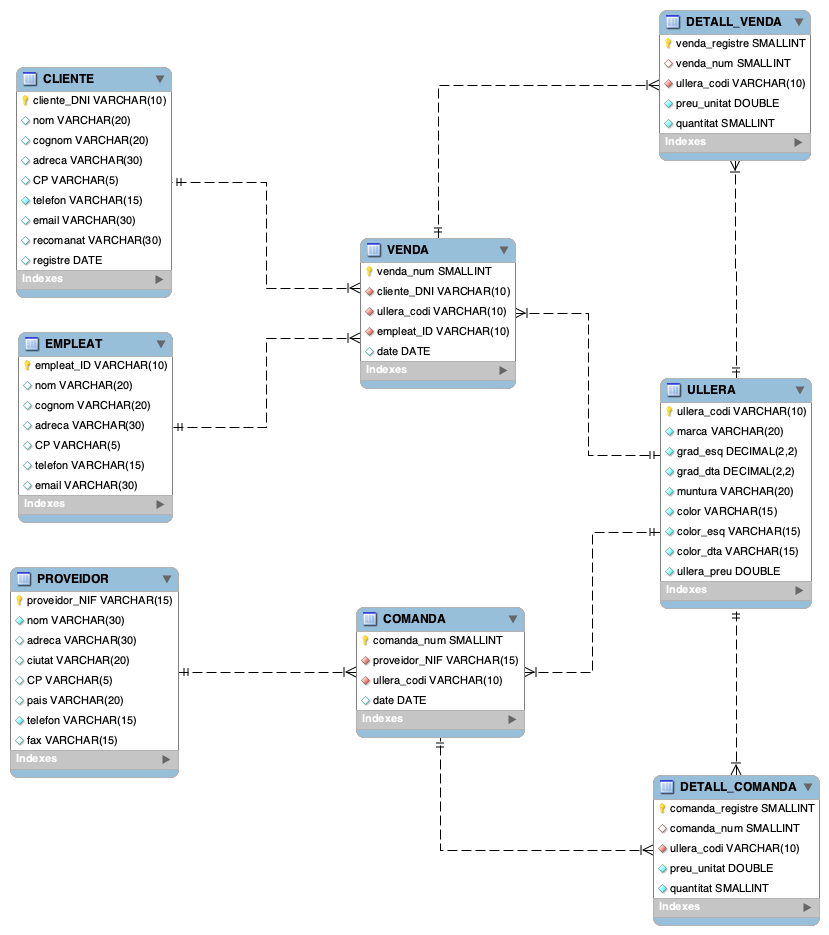 CLIENTE
cliente_DNI VARCHAR(10)
nom VARCHAR(20)
cognom VARCHAR(20)
adreca VARCHAR(30)
CP VARCHAR(5)
telefon VARCHAR(15)
email VARCHAR(30)
recomanat VARCHAR(30)
registre DATE
Indexes
EMPLEAT
empleat_ID VARCHAR(10)
nom VARCHAR(20)
cognom VARCHAR(20)
adreca VARCHAR(30)
CP VARCHAR(5)
telefon VARCHAR(15)
email VARCHAR(30)
Indexes
PROVEIDOR
proveidor_NIF VARCHAR(15)
nom VARCHAR(30)
adreca VARCHAR(30)
ciutat VARCHAR(20)
CP VARCHAR(5)
pais VARCHAR(20)
telefon VARCHAR(15)
fax VARCHAR(15)
Indexes
VENDA
venda_num SMALLINT
cliente_DNI VARCHAR(10)
ullera_codi VARCHAR(10)
empleat_ID VARCHAR(10)
date DATE
Indexes
COMANDA
comanda_num SMALLINT
proveidor_NIF VARCHAR(15)
ullera_codi VARCHAR(10)
date DATE
Indexes
DETALL_VENDA
venda_registre SMALLINT
venda_num SMALLINT
ullera_codi VARCHAR(10)
preu_unitat DOUBLE
quantitat SMALLINT
Indexes
ULLERA
ullera_codi VARCHAR(10)
marca VARCHAR(20)
grad_esq DECIMAL(2,2)
grad_dta DECIMAL(2,2)
muntura VARCHAR(20)
color VARCHAR(15)
color_esq VARCHAR(15)
color_dta VARCHAR(15)
ullera_preu DOUBLE
Indexes
DETALL_COMANDA
comanda_registre SMALLINT
comanda_num SMALLINT
ullera_codi VARCHAR(10)
preu_unitat DOUBLE
quantitat SMALLINT
Indexes